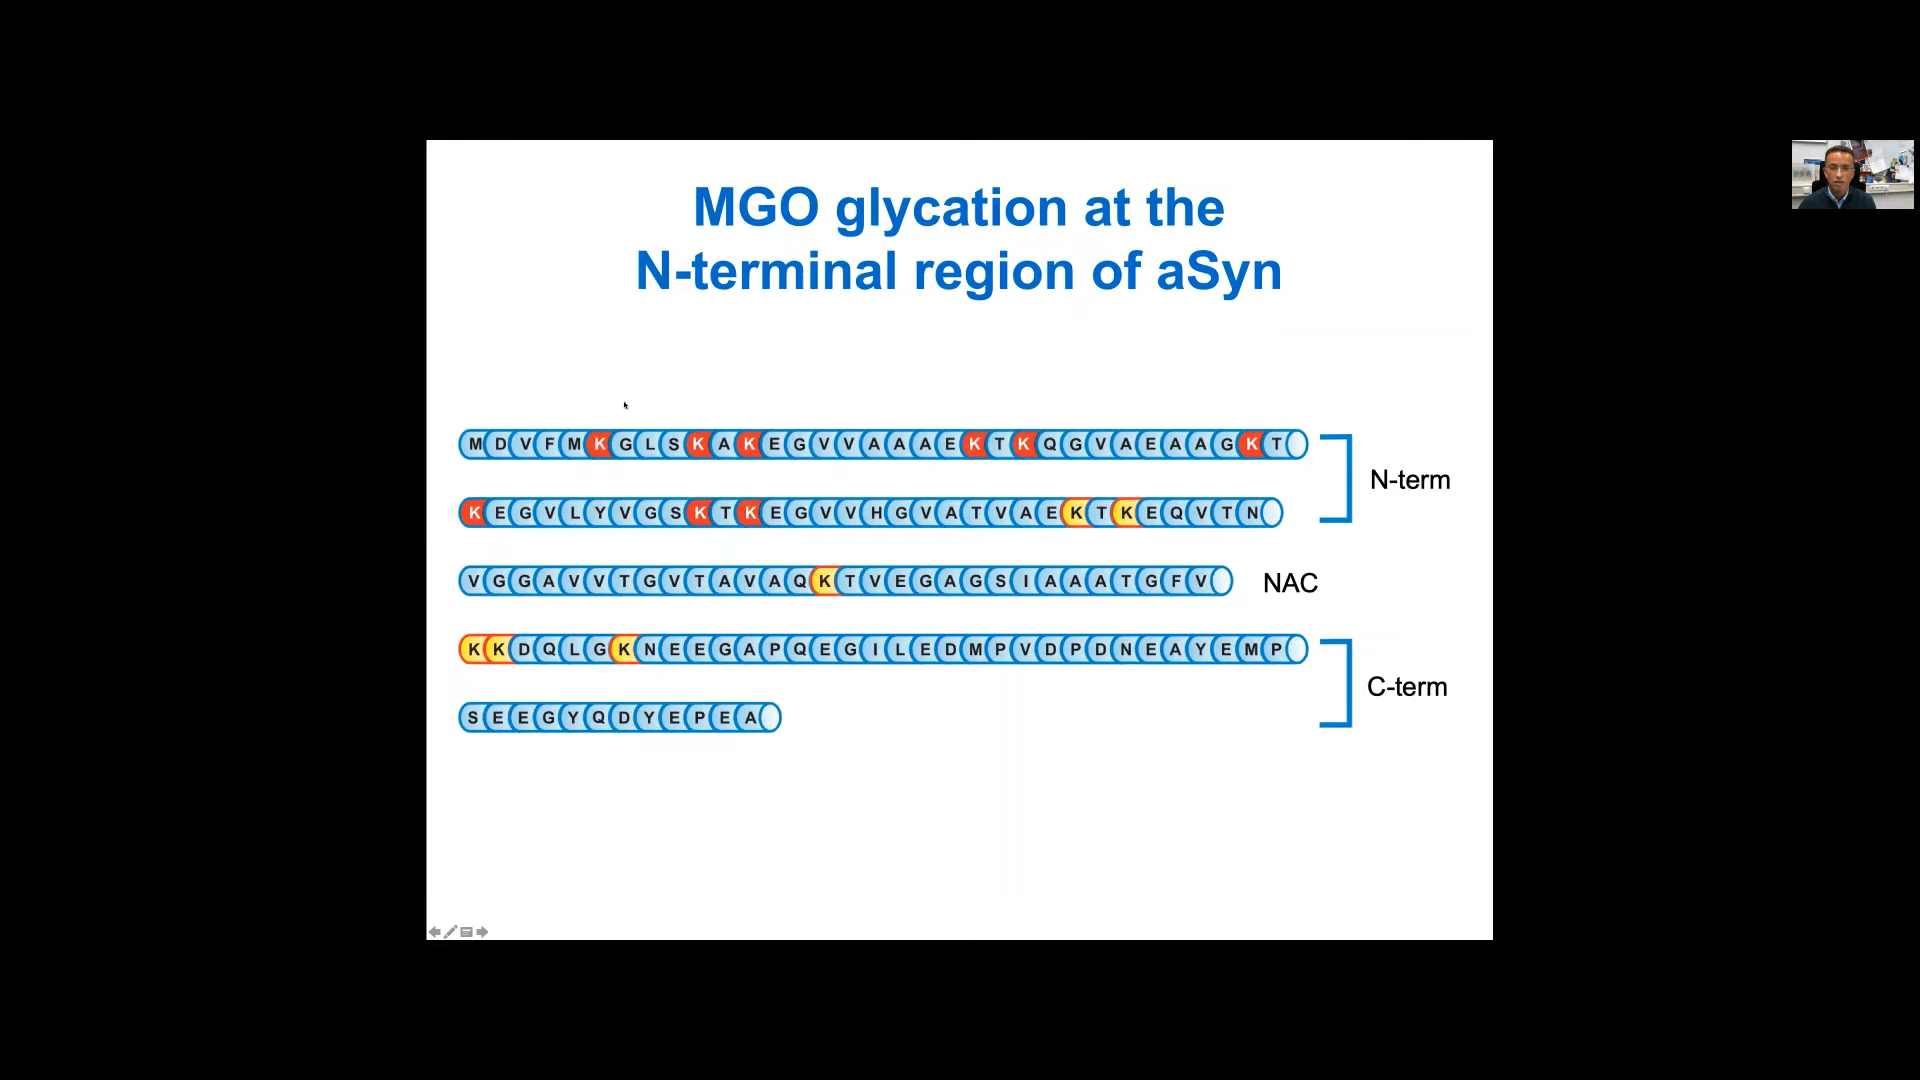 MGO glycation at the
N-terminal region of aSyn
MDVFMKGLSKAKEGVVAAAEKTKQGVAEAAGKT
N-term
KEGVLYVGSKTKEGVVHGVATVAEKTKEQVTN
VGGAVVTGVTAVAQKTVEGAGSIAAATGFV
NAC
KKDQLGKNEEGAPQEGILEDMPVDPDNEAYEMP
C-term
SEEGYQDYEPEA